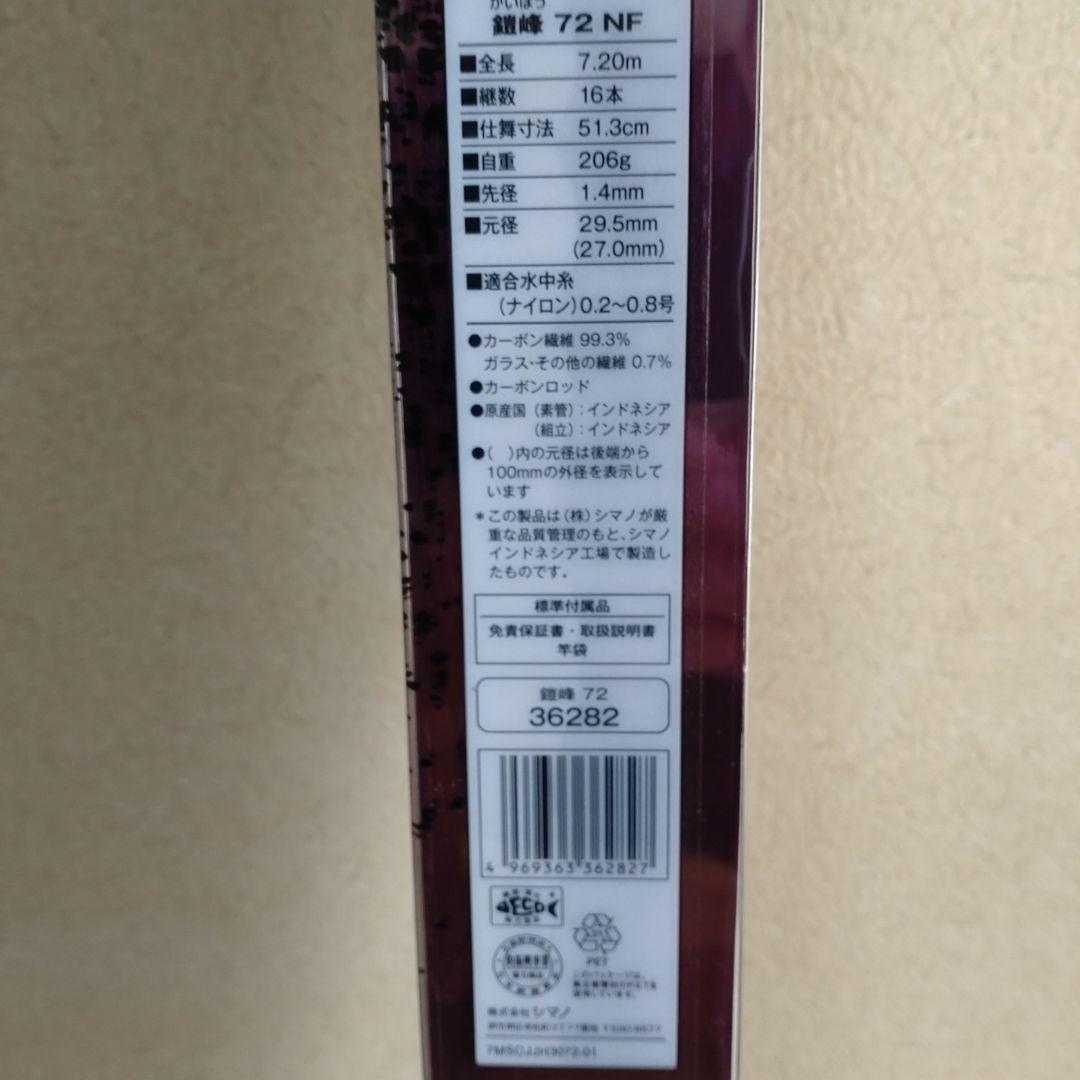 がいほう
鎧峰 72 NF
■全長 7.20m
■継数 16本
■仕舞寸法 51.3cm
■自重 206g
■先径 1.4mm
■元径 29.5mm
(27.0mm)
■適合水中糸
(ナイロン)0.2〜0.8号
●カーボン繊維 99.3%
ガラス・その他の繊維 0.7%
●カーボンロッド
●原産国（素管）：インドネシア
（組立）：インドネシア
●(　)内の元径は後端から
100mmの外径を表示して
います
＊この製品は(株)シマノが厳
重な品質管理のもと、シマノ
インドネシア工場で製造し
たものです。
標準付属品
免責保証書・取扱説明書
竿袋
鎧峰 72
36282
4 969363 362827
ECO
PET
このパッケージは、
株式会社シマノ